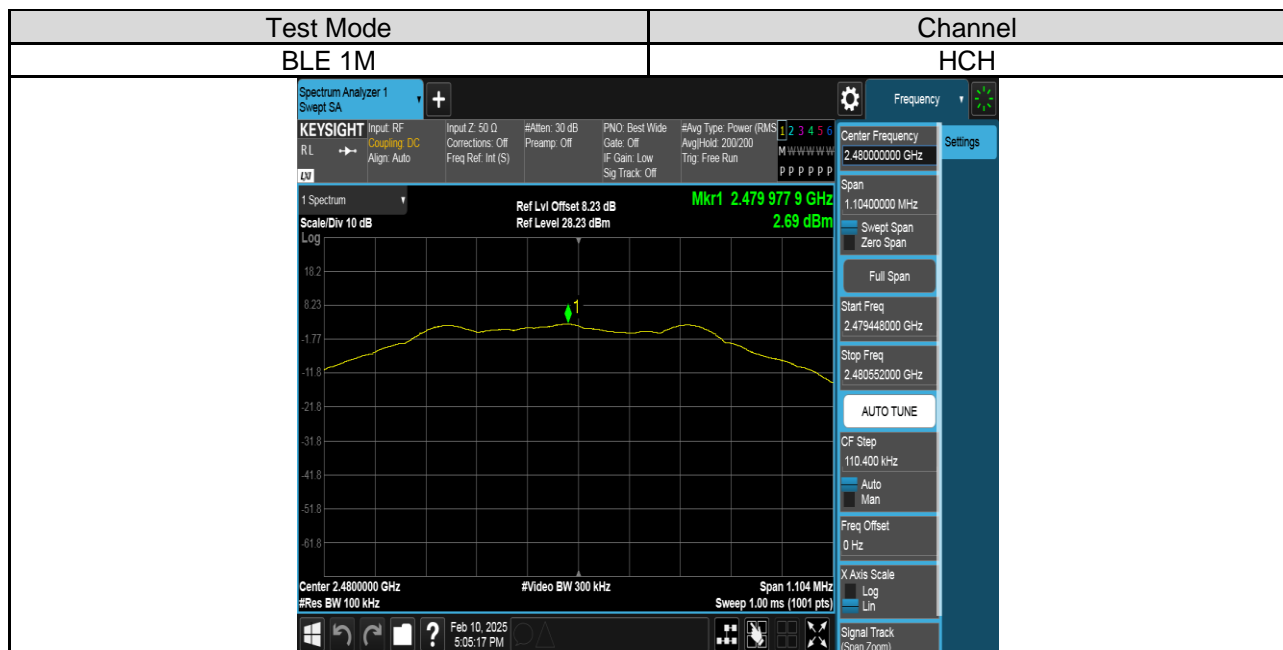 Test Mode
Channel
BLE 1M
HCH
Spectrum Analyzer 1
Swept SA
+
Frequency
KEYSIGHT
RL
LXI
Input: RF
Coupling: DC
Align: Auto
Input Z: 50 Ω
Corrections: Off
Freq Ref: Int (S)
#Atten: 30 dB
Preamp: Off
PNO: Best Wide
Gate: Off
IF Gain: Low
Sig Track: Off
#Avg Type: Power (RMS
Avg|Hold: 200/200
Trig: Free Run
1 2 3 4 5 6
M W W W W W
P P P P P P
Center Frequency
2.480000000 GHz
Settings
Span
1.10400000 MHz
Swept Span
Zero Span
Full Span
Start Freq
2.479448000 GHz
Stop Freq
2.480552000 GHz
AUTO TUNE
CF Step
110.400 kHz
Auto
Man
Freq Offset
0 Hz
X Axis Scale
Log
Lin
Signal Track
(Span Zoom)
1 Spectrum
Scale/Div 10 dB
Log
Ref Lvl Offset 8.23 dB
Ref Level 28.23 dBm
Mkr1 2.479 977 9 GHz
2.69 dBm
18.2
8.23
1
-1.77
-11.8
-21.8
-31.8
-41.8
-51.8
-61.8
Center 2.4800000 GHz
#Video BW 300 kHz
Span 1.104 MHz
#Res BW 100 kHz
Sweep 1.00 ms (1001 pts)
?
Feb 10, 2025
5:05:17 PM